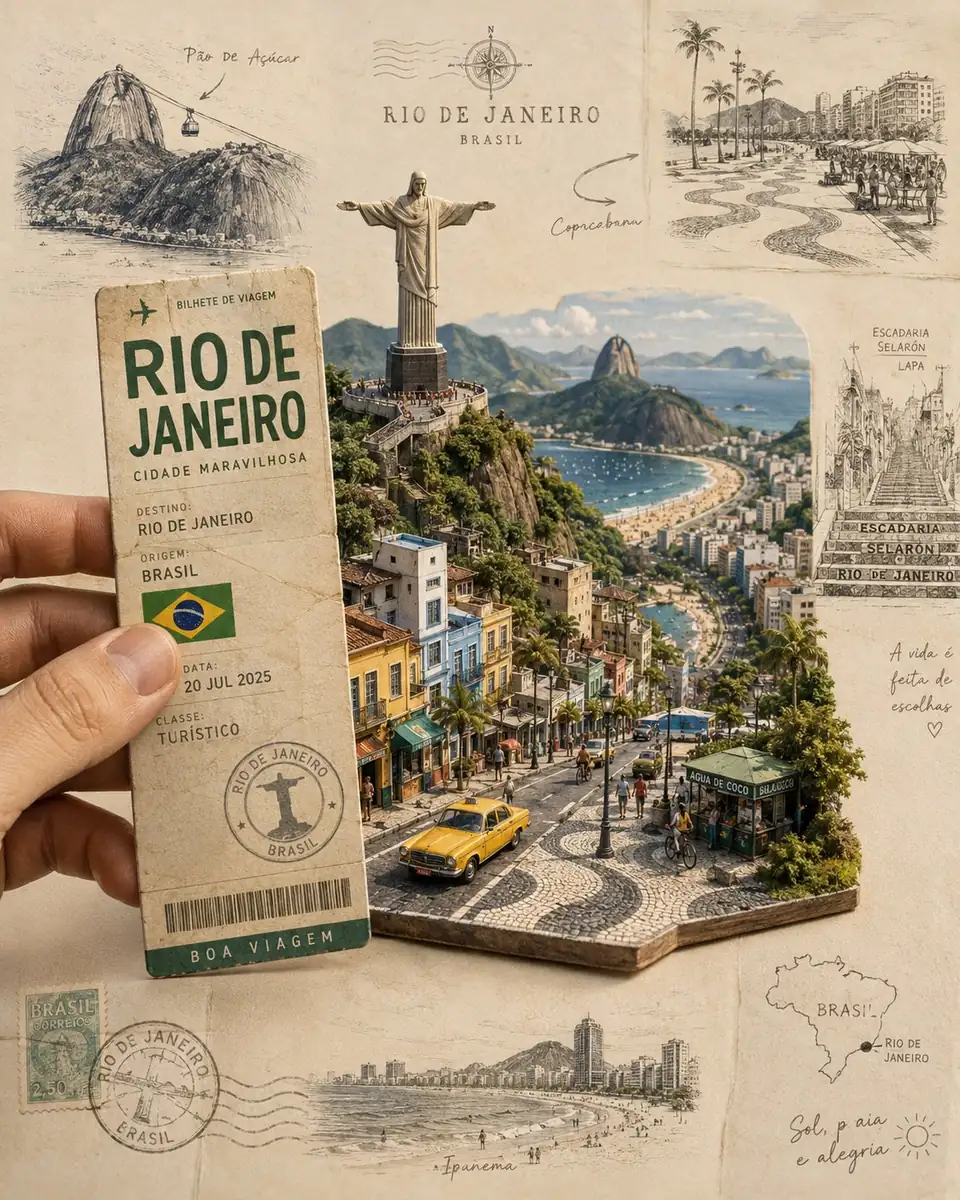 Pão de Açúcar
N
RIO DE JANEIRO
BRASIL
Copacabana
BILHETE DE VIAGEM
RIO DE
JANEIRO
CIDADE MARAVILHOSA
DESTINO:
RIO DE JANEIRO
ORIGEM:
BRASIL
DATA:
20 JUL 2025
CLASSE:
TURÍSTICO
RIO DE JANEIRO
BRASIL
BOA VIAGEM
ESCADARIA
SELARÓN
LAPA
ESCADARIA
SELARÓN
RIO DE JANEIRO
A vida é
feita de
escolhas
AGUA DE COCO
BRASIL
CORREIOS
2,50
RIO DE JANEIRO
BRASIL
Ipanema
BRASIL
RIO DE
JANEIRO
Sol, p aia
e alegria